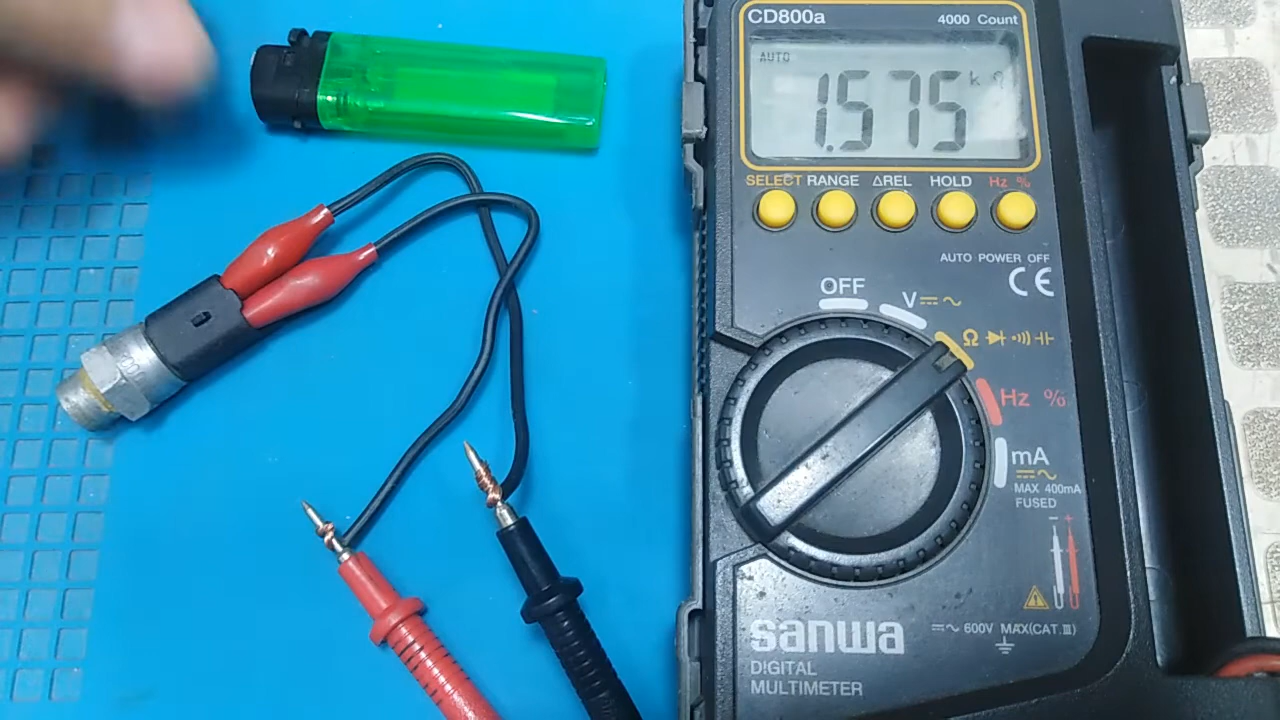 CD800a
4000 Count
AUTO
1.575
SELECT RANGE ΔREL HOLD Hz %
AUTO POWER OFF
CE
OFF
V
Ω
Hz %
mA
MAX 400mA
FUSED
- +
600V MAX(CAT.Ⅲ)
sanwa
DIGITAL
MULTIMETER